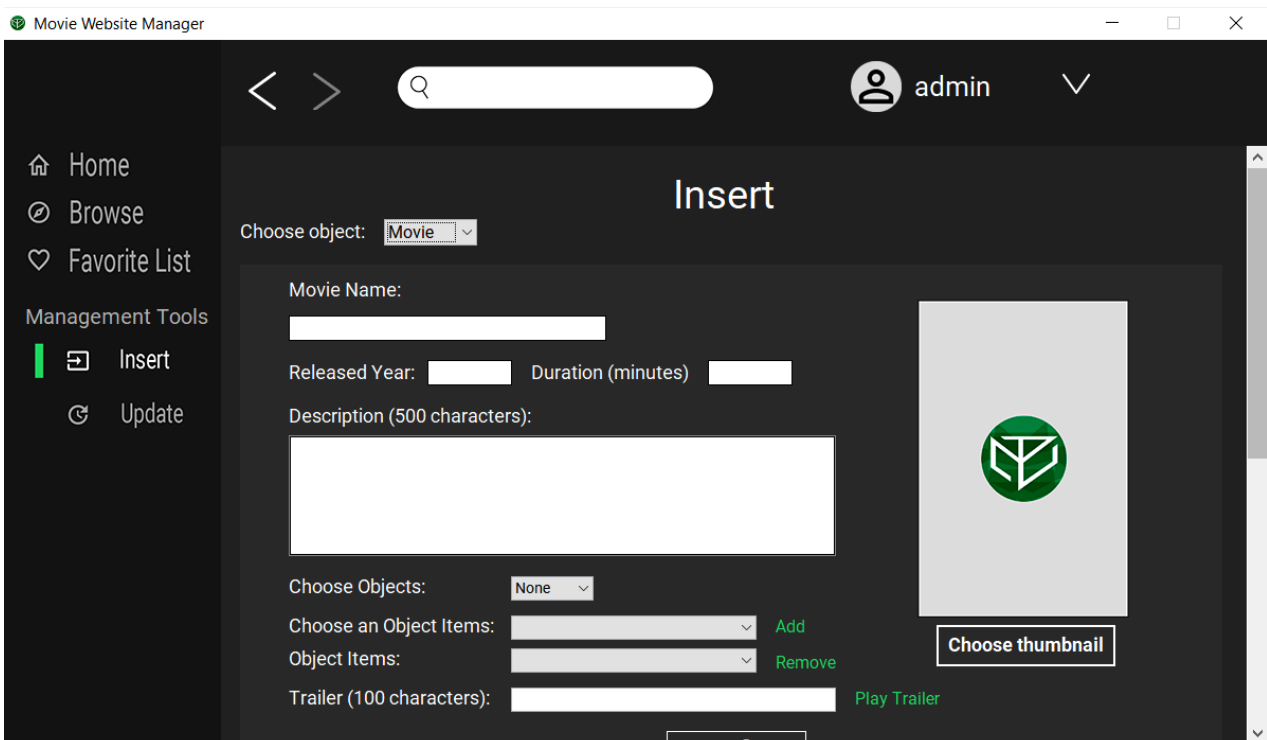 Movie Website Manager
admin
Home
Browse
Favorite List
Management Tools
Insert
Update
Insert
Choose object: Movie
Movie Name:
Released Year: Duration (minutes)
Description (500 characters):
Choose Objects: None
Choose an Object Items: Add
Object Items: Remove
Trailer (100 characters): Play Trailer
Choose thumbnail